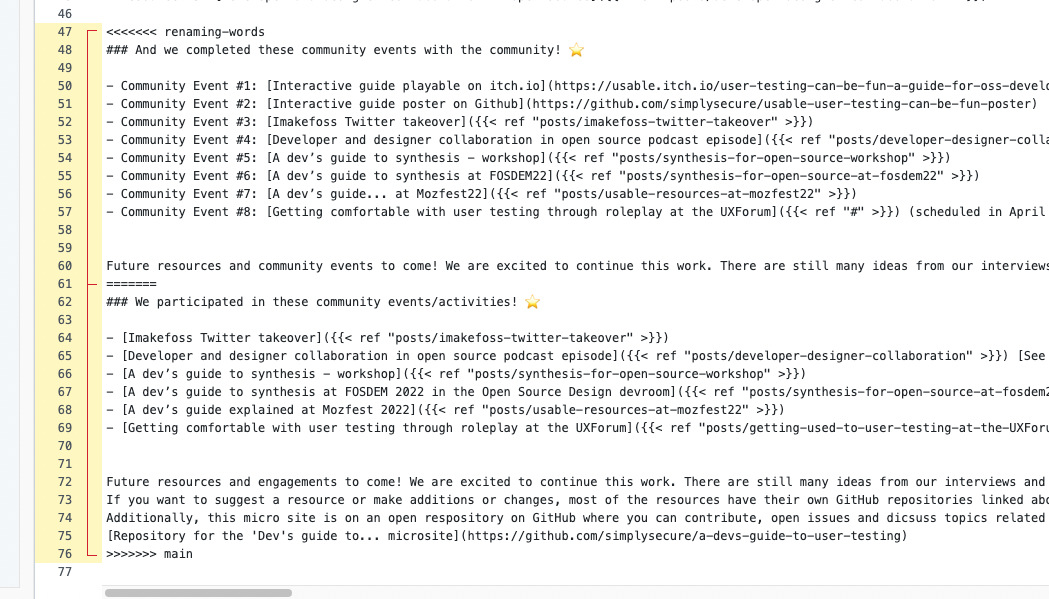 46
47 <<<<<<< renaming-words
48 ### And we completed these community events with the community! ⭐
49
50 – Community Event #1: [Interactive guide playable on itch.io](https://usable.itch.io/user-testing-can-be-fun-a-guide-for-oss-develo
51 – Community Event #2: [Interactive guide poster on Github](https://github.com/simplysecure/usable-user-testing-can-be-fun-poster)
52 – Community Event #3: [Imakefoss Twitter takeover]({{< ref "posts/imakefoss-twitter-takeover" >}})
53 – Community Event #4: [Developer and designer collaboration in open source podcast episode]({{< ref "posts/developer-designer-colla
54 – Community Event #5: [A dev’s guide to synthesis – workshop]({{< ref "posts/synthesis-for-open-source-workshop" >}})
55 – Community Event #6: [A dev’s guide to synthesis at FOSDEM22]({{< ref "posts/synthesis-for-open-source-at-fosdem22" >}})
56 – Community Event #7: [A dev’s guide... at Mozfest22]({{< ref "posts/usable-resources-at-mozfest22" >}})
57 – Community Event #8: [Getting comfortable with user testing through roleplay at the UXForum]({{< ref "#" >}}) (scheduled in April
58
59
60 Future resources and community events to come! We are excited to continue this work. There are still many ideas from our interviews
61 =======
62 ### We participated in these community events/activities! ⭐
63
64 – [Imakefoss Twitter takeover]({{< ref "posts/imakefoss-twitter-takeover" >}})
65 – [Developer and designer collaboration in open source podcast episode]({{< ref "posts/developer-designer-collaboration" >}}) [See
66 – [A dev’s guide to synthesis – workshop]({{< ref "posts/synthesis-for-open-source-workshop" >}})
67 – [A dev’s guide to synthesis at FOSDEM 2022 in the Open Source Design devroom]({{< ref "posts/synthesis-for-open-source-at-fosdem2
68 – [A dev’s guide explained at Mozfest 2022]({{< ref "posts/usable-resources-at-mozfest22" >}})
69 – [Getting comfortable with user testing through roleplay at the UXForum]({{< ref "posts/getting-used-to-user-testing-at-the-UXForu
70
71
72 Future resources and engagements to come! We are excited to continue this work. There are still many ideas from our interviews and
73 If you want to suggest a resource or make additions or changes, most of the resources have their own GitHub repositories linked abo
74 Additionally, this micro site is on an open respository on GitHub where you can contribute, open issues and dicsuss topics related
75 [Repository for the 'Dev's guide to... microsite](https://github.com/simplysecure/a-devs-guide-to-user-testing)
76 >>>>>>> main
77